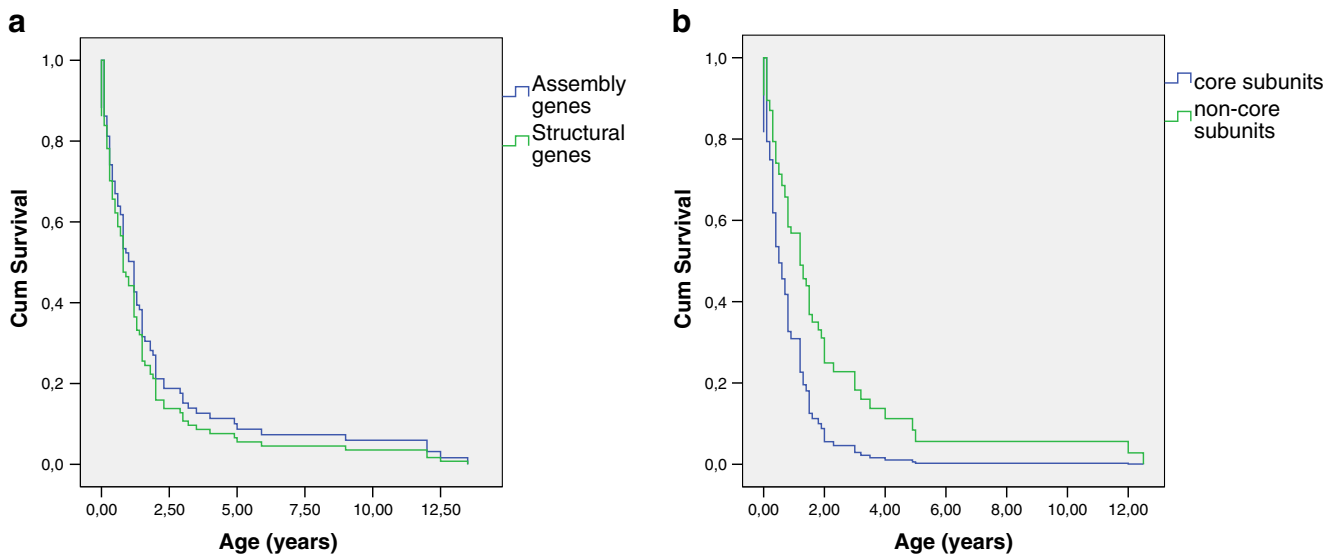 a
1,0
0,8
0,6
0,4
0,2
0,0
Cum Survival
0,00
2,50
5,00
7,50
10,00
12,50
Age (years)
Assembly
genes
Structural
genes
b
1,0
0,8
0,6
0,4
0,2
0,0
Cum Survival
0,00
2,00
4,00
6,00
8,00
10,00
12,00
Age (years)
core subunits
non-core
subunits